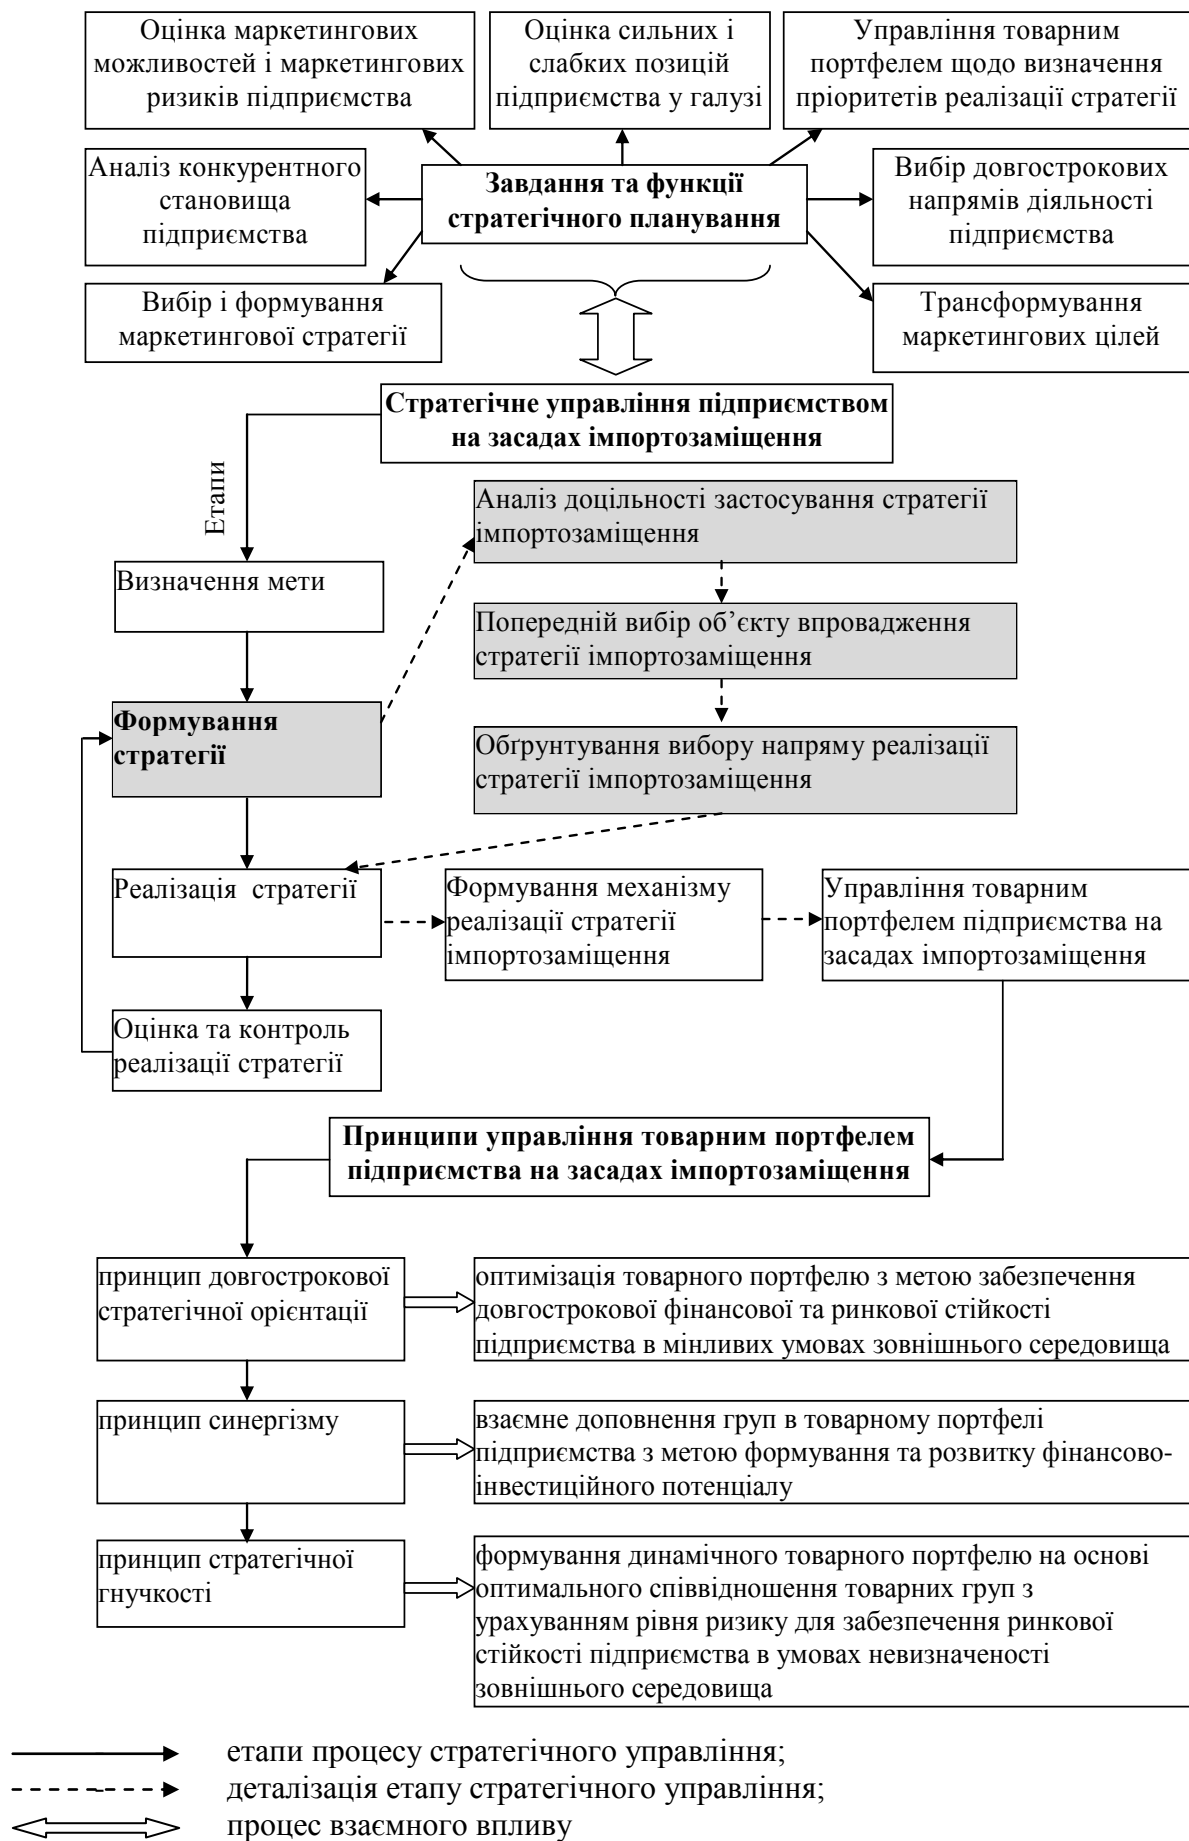 Оцінка маркетингових
можливостей і маркетингових
ризиків підприємства
Оцінка сильних і
слабких позицій
підприємства у галузі
Управління товарним
портфелем щодо визначення
пріоритетів реалізації стратегії
Аналіз конкурентного
становища
підприємства
Завдання та функції
стратегічного планування
Вибір довгострокових
напрямів діяльності
підприємства
Вибір і формування
маркетингової стратегії
Трансформування
маркетингових цілей
Стратегічне управління підприємством
на засадах імпортозаміщення
Етапи
Аналіз доцільності застосування стратегії
імпортозаміщення
Визначення мети
Попередній вибір об’єкту впровадження
стратегії імпортозаміщення
Формування
стратегії
Обґрунтування вибору напряму реалізації
стратегії імпортозаміщення
Реалізація стратегії
Формування механізму
реалізації стратегії
імпортозаміщення
Управління товарним
портфелем підприємства на
засадах імпортозаміщення
Оцінка та контроль
реалізації стратегії
Принципи управління товарним портфелем
підприємства на засадах імпортозаміщення
принцип довгострокової
стратегічної орієнтації
оптимізація товарного портфелю з метою забезпечення
довгострокової фінансової та ринкової стійкості
підприємства в мінливих умовах зовнішнього середовища
принцип синергізму
взаємне доповнення груп в товарному портфелі
підприємства з метою формування та розвитку фінансово-
інвестиційного потенціалу
принцип стратегічної
гнучкості
формування динамічного товарного портфелю на основі
оптимального співвідношення товарних груп з
урахуванням рівня ризику для забезпечення ринкової
стійкості підприємства в умовах невизначеності
зовнішнього середовища
етапи процесу стратегічного управління;
деталізація етапу стратегічного управління;
процес взаємного впливу